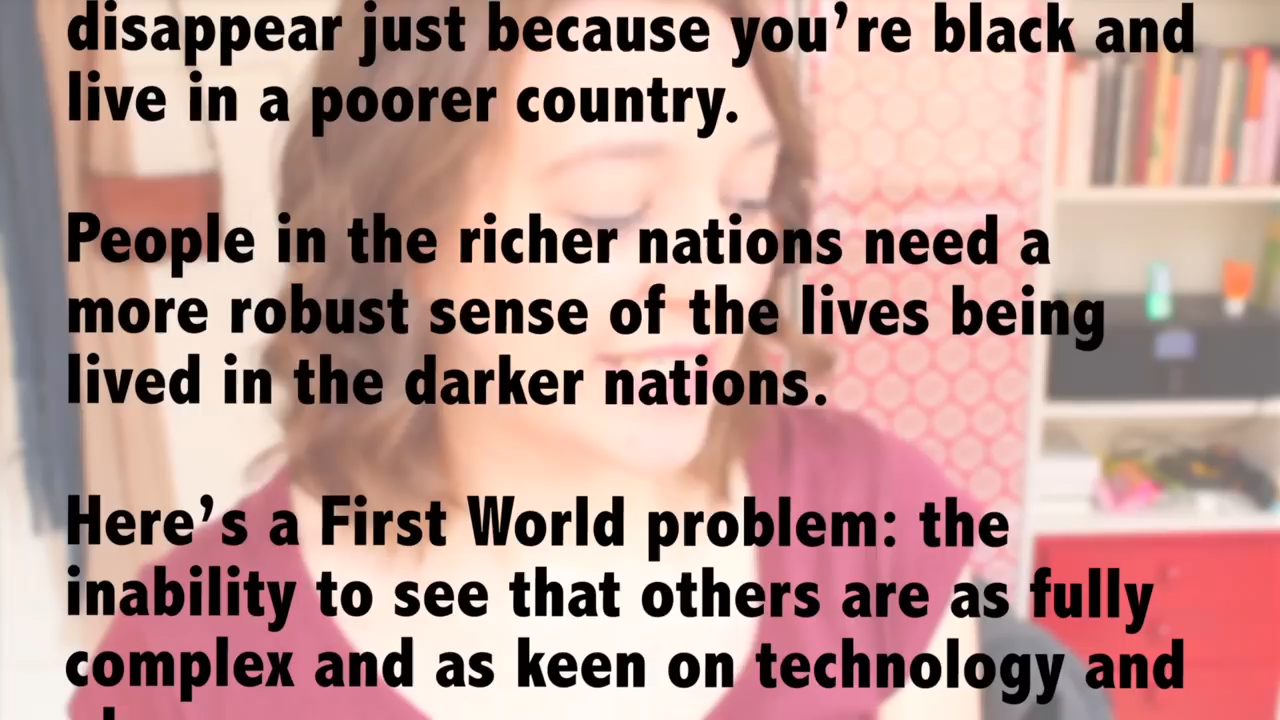 disappear just because you’re black and
live in a poorer country.
People in the richer nations need a
more robust sense of the lives being
lived in the darker nations.
Here’s a First World problem: the
inability to see that others are as fully
complex and as keen on technology and